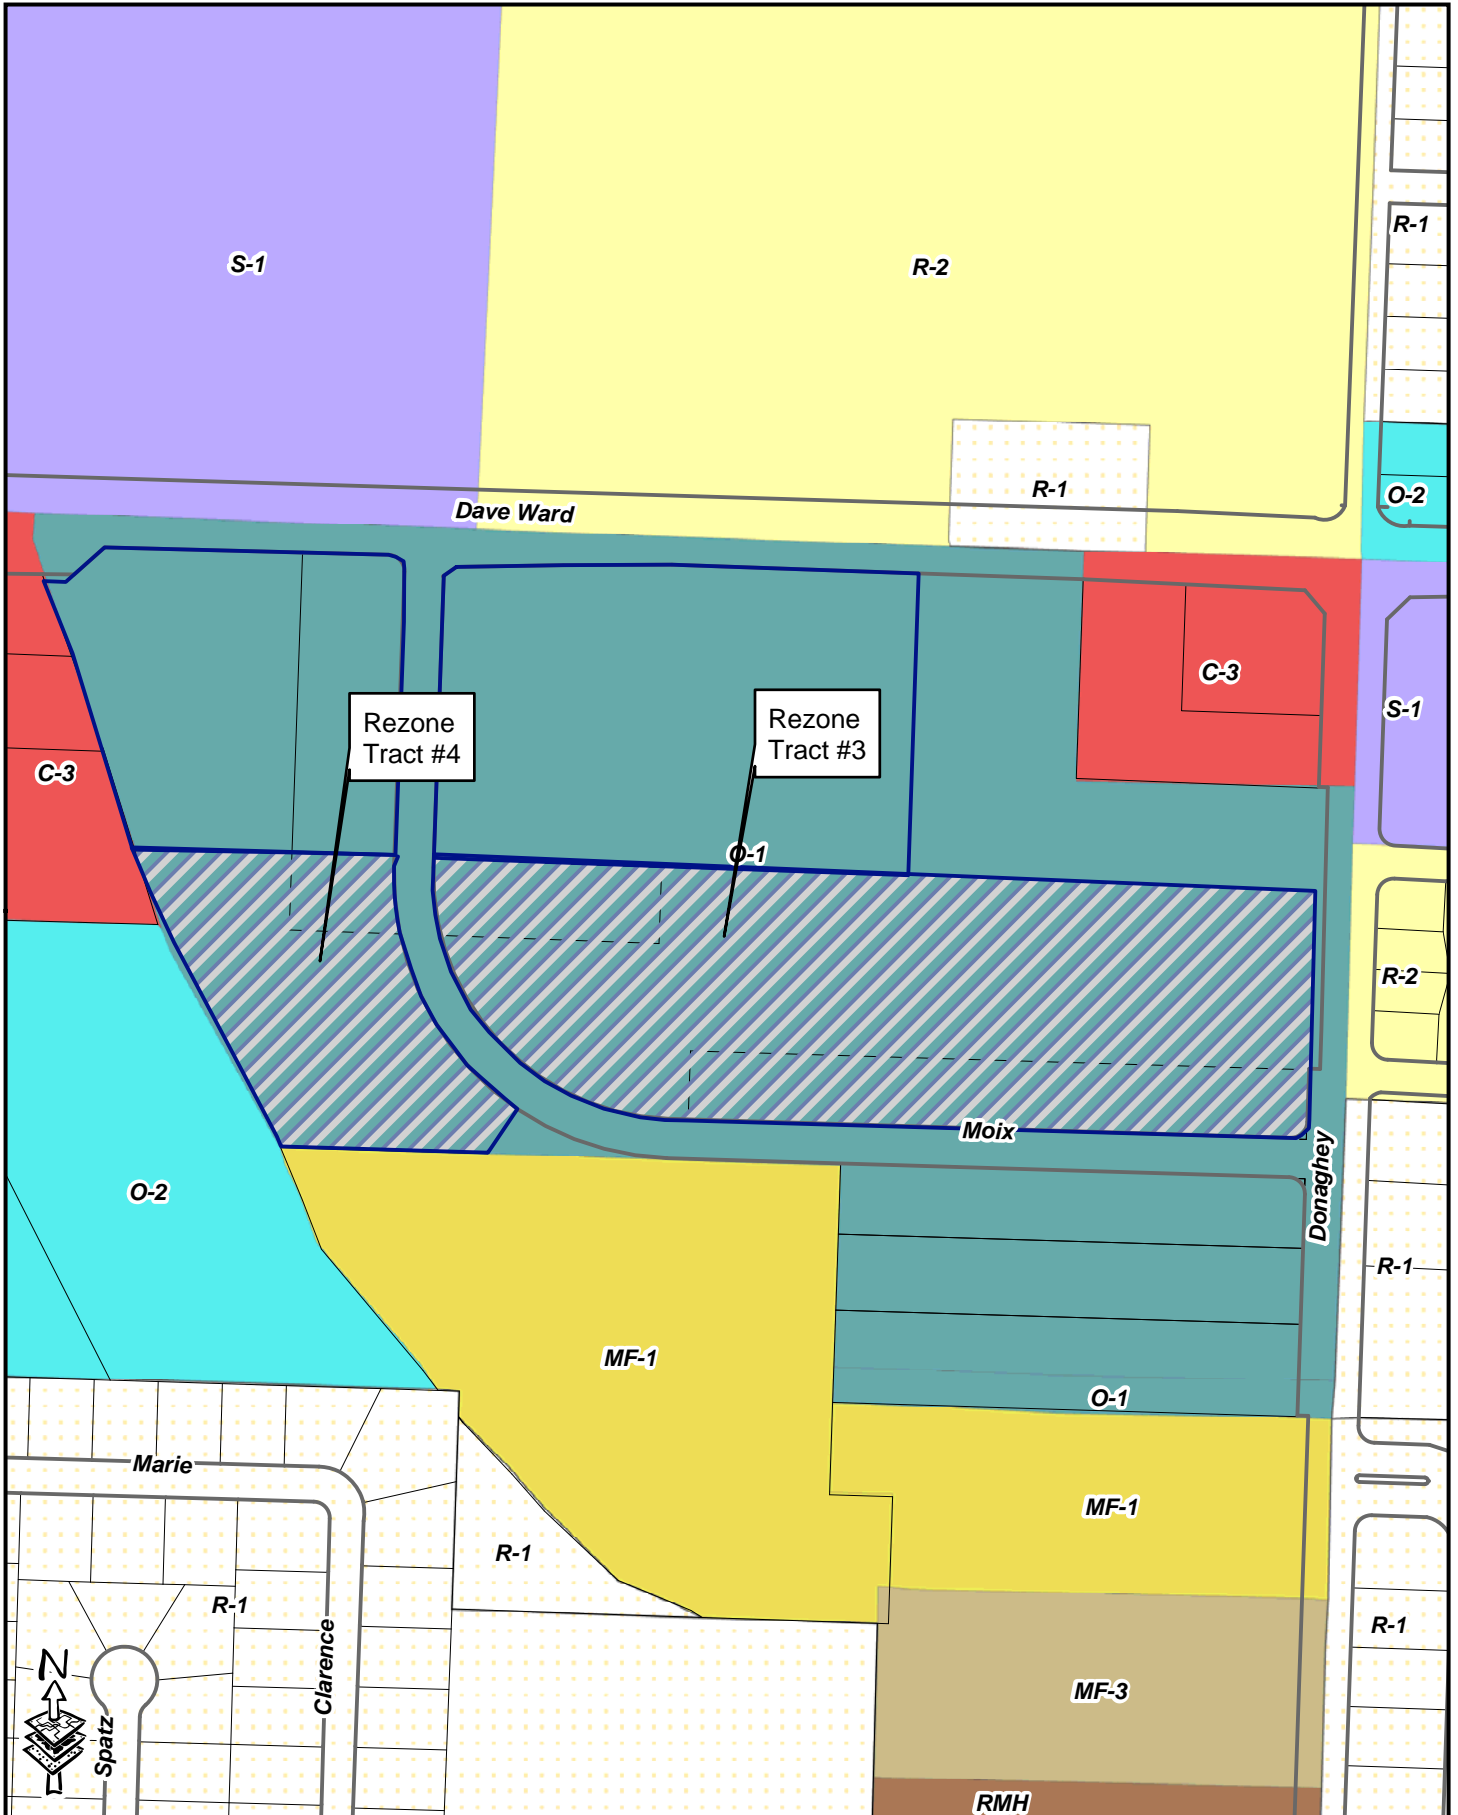 R-1
S-1
R-2
R-1
O-2
Dave Ward
C-3
S-1
Rezone
Tract #4
Rezone
Tract #3
C-3
O-1
R-2
Moix
Donaghey
O-2
R-1
MF-1
O-1
Marie
MF-1
R-1
R-1
R-1
Clarence
N
MF-3
Spatz
RMH